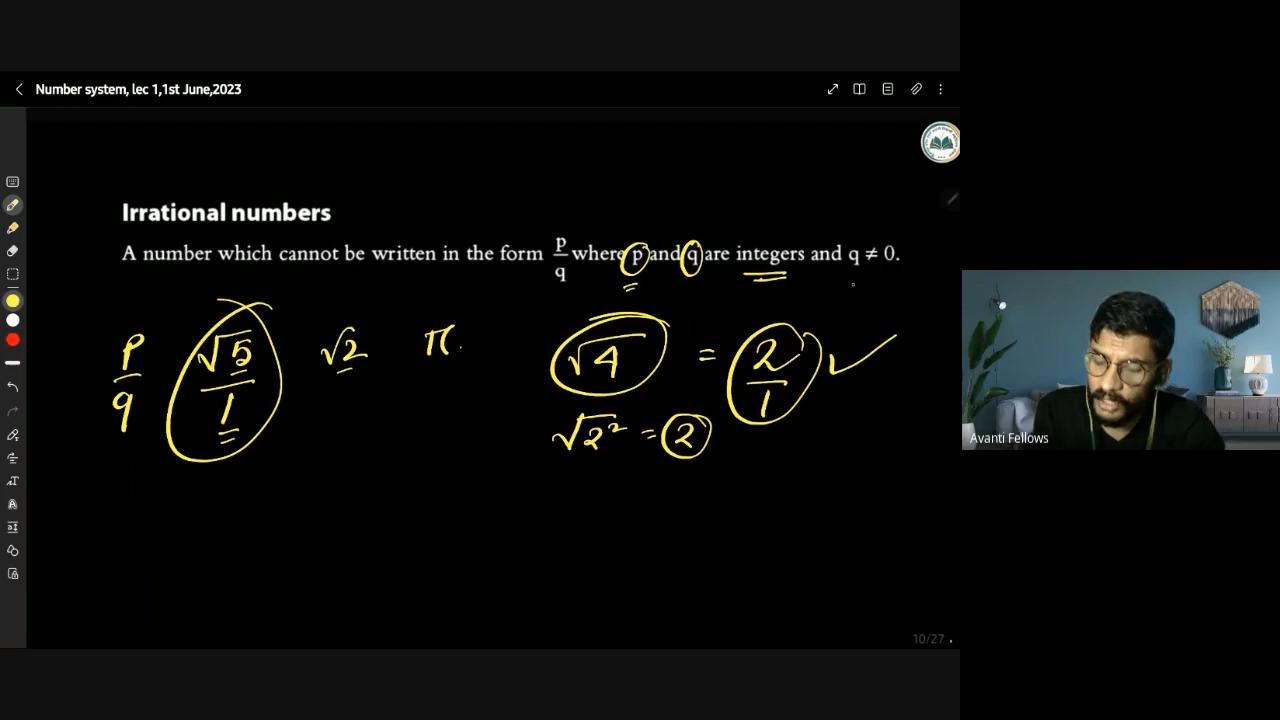 Number system, lec 1,1st June,2023
Irrational numbers
A number which cannot be written in the form p/q where p and q are integers and q ≠ 0.
p/q √5/1 √2 π √4 = 2/1
√2² = 2
Avanti Fellows
10/27